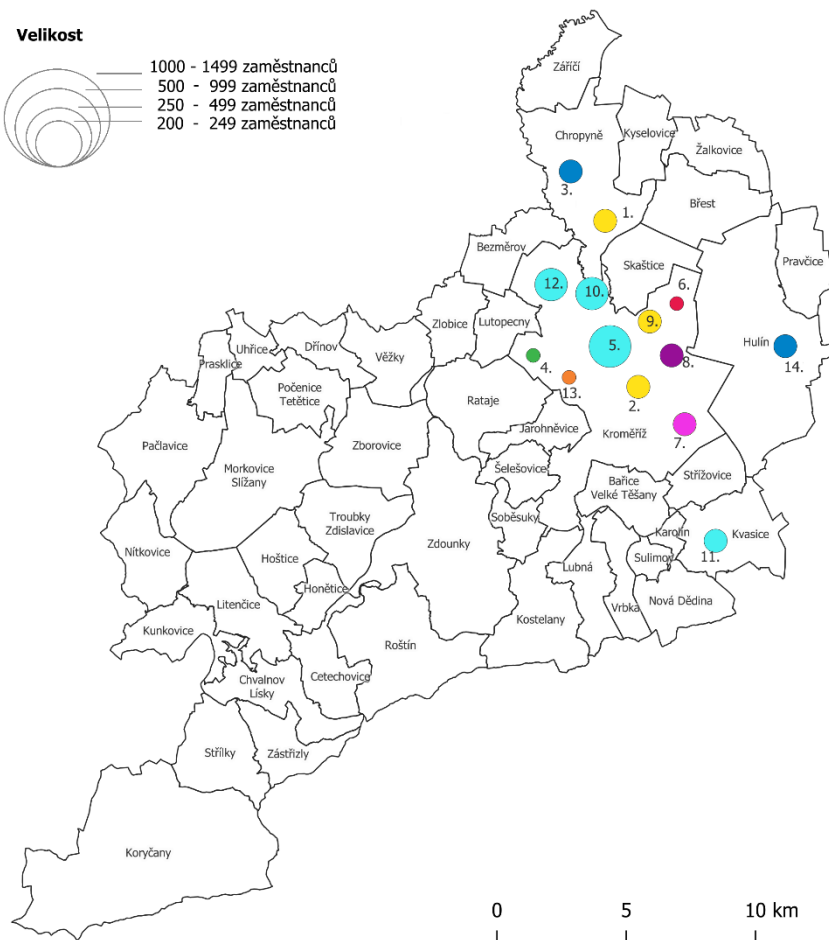 Velikost
1000 - 1499 zaměstnanců
500 - 999 zaměstnanců
250 - 499 zaměstnanců
200 - 249 zaměstnanců
Záříčí
Chropyně
Kyselovice
Žalkovice
3.
Břest
1.
Bezměrov
Skaštice
Pravčice
12.
10.
6.
9.
Zlobice
Lutopecny
Uhřice
Dřínov
Věžky
Prasklice
5.
Hulín
4.
8.
14.
13.
2.
Počenice
Tetětice
Rataje
Jarohněvice
Kroměříž
7.
Pačlavice
Zborovice
Morkovice
Slížany
Šelešovice
Bařice
Velké Těšany
Střížovice
Troubky
Zdislavice
Soběsuky
Nítkovice
Hoštice
Zdounky
Karolín
Kvasice
11.
Honětice
Lubná
Sulimov
Litenčice
Kostelany
Vrbka
Nová Dědina
Kunkovice
Roštín
Chvalnov
Lísky
Cetechovice
Střílky
Zástřizly
Koryčany
0
5
10 km